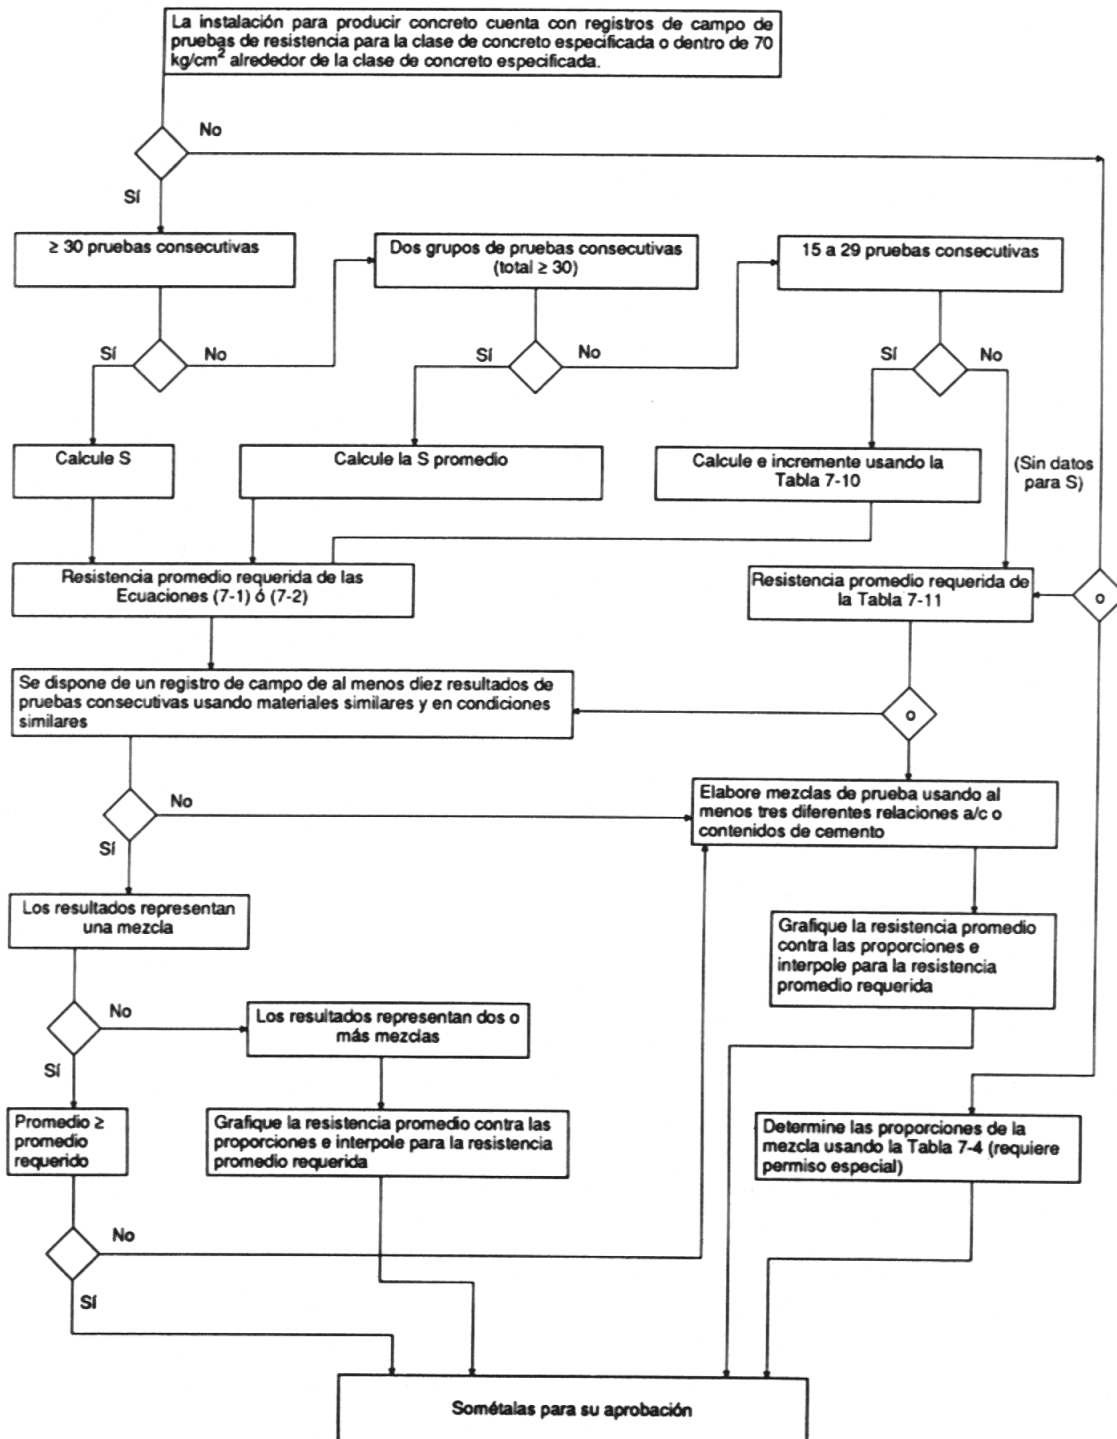 La instalación para producir concreto cuenta con registros de campo de
pruebas de resistencia para la clase de concreto especificada o dentro de 70
kg/cm² alrededor de la clase de concreto especificada.
No
Sí
≥ 30 pruebas consecutivas
Dos grupos de pruebas consecutivas
(total ≥ 30)
15 a 29 pruebas consecutivas
Sí
No
Sí
No
Sí
No
Calcule S
Calcule la S promedio
Calcule e incremente usando la
Tabla 7-10
(Sin datos
para S)
Resistencia promedio requerida de las
Ecuaciones (7-1) ó (7-2)
Resistencia promedio requerida de
la Tabla 7-11
o
Se dispone de un registro de campo de al menos diez resultados de
pruebas consecutivas usando materiales similares y en condiciones
similares
o
No
Sí
Elabore mezclas de prueba usando al
menos tres diferentes relaciones a/c o
contenidos de cemento
Los resultados representan
una mezcla
Grafique la resistencia promedio
contra las proporciones e
interpole para la resistencia
promedio requerida
No
Sí
Los resultados representan dos o
más mezclas
Promedio ≥
promedio
requerido
Grafique la resistencia promedio contra las
proporciones e interpole para la resistencia
promedio requerida
Determine las proporciones de la
mezcla usando la Tabla 7-4 (requiere
permiso especial)
No
Sí
Sométalas para su aprobación